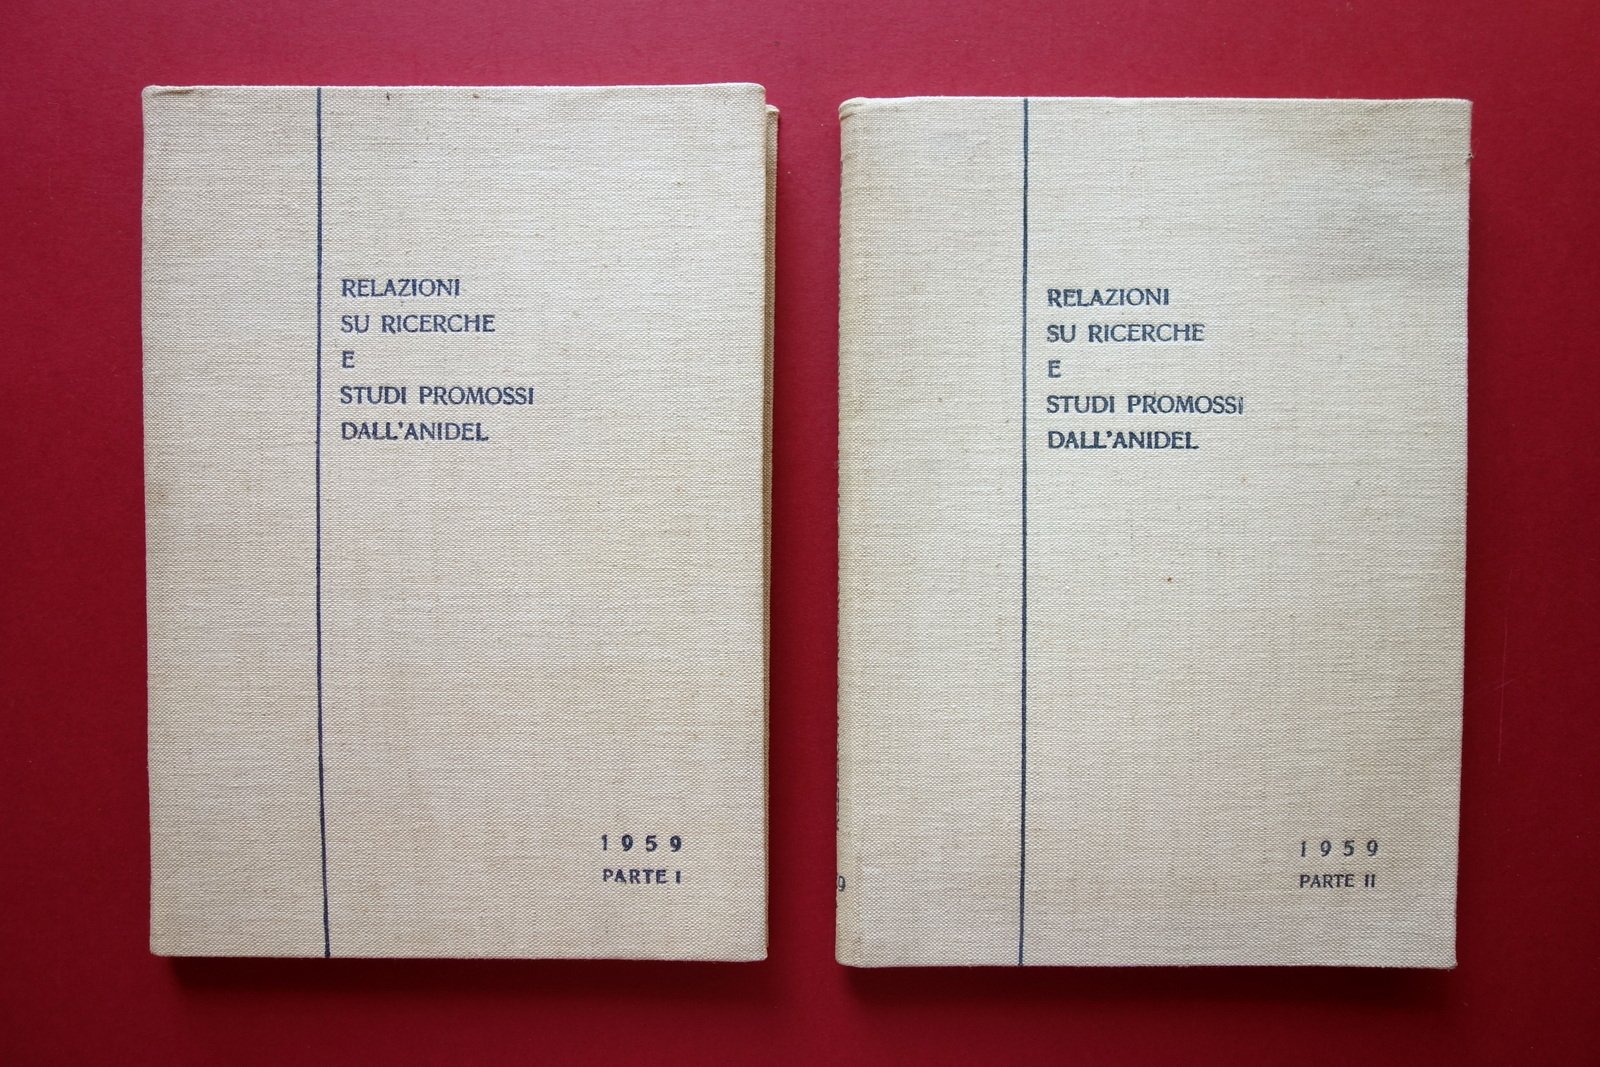 RELAZIONI
SU RICERCHE
E
STUDI PROMOSSI
DALL'ANIDEL
1959
PARTE I
RELAZIONI
SU RICERCHE
E
STUDI PROMOSSI
DALL'ANIDEL
1959
PARTE II